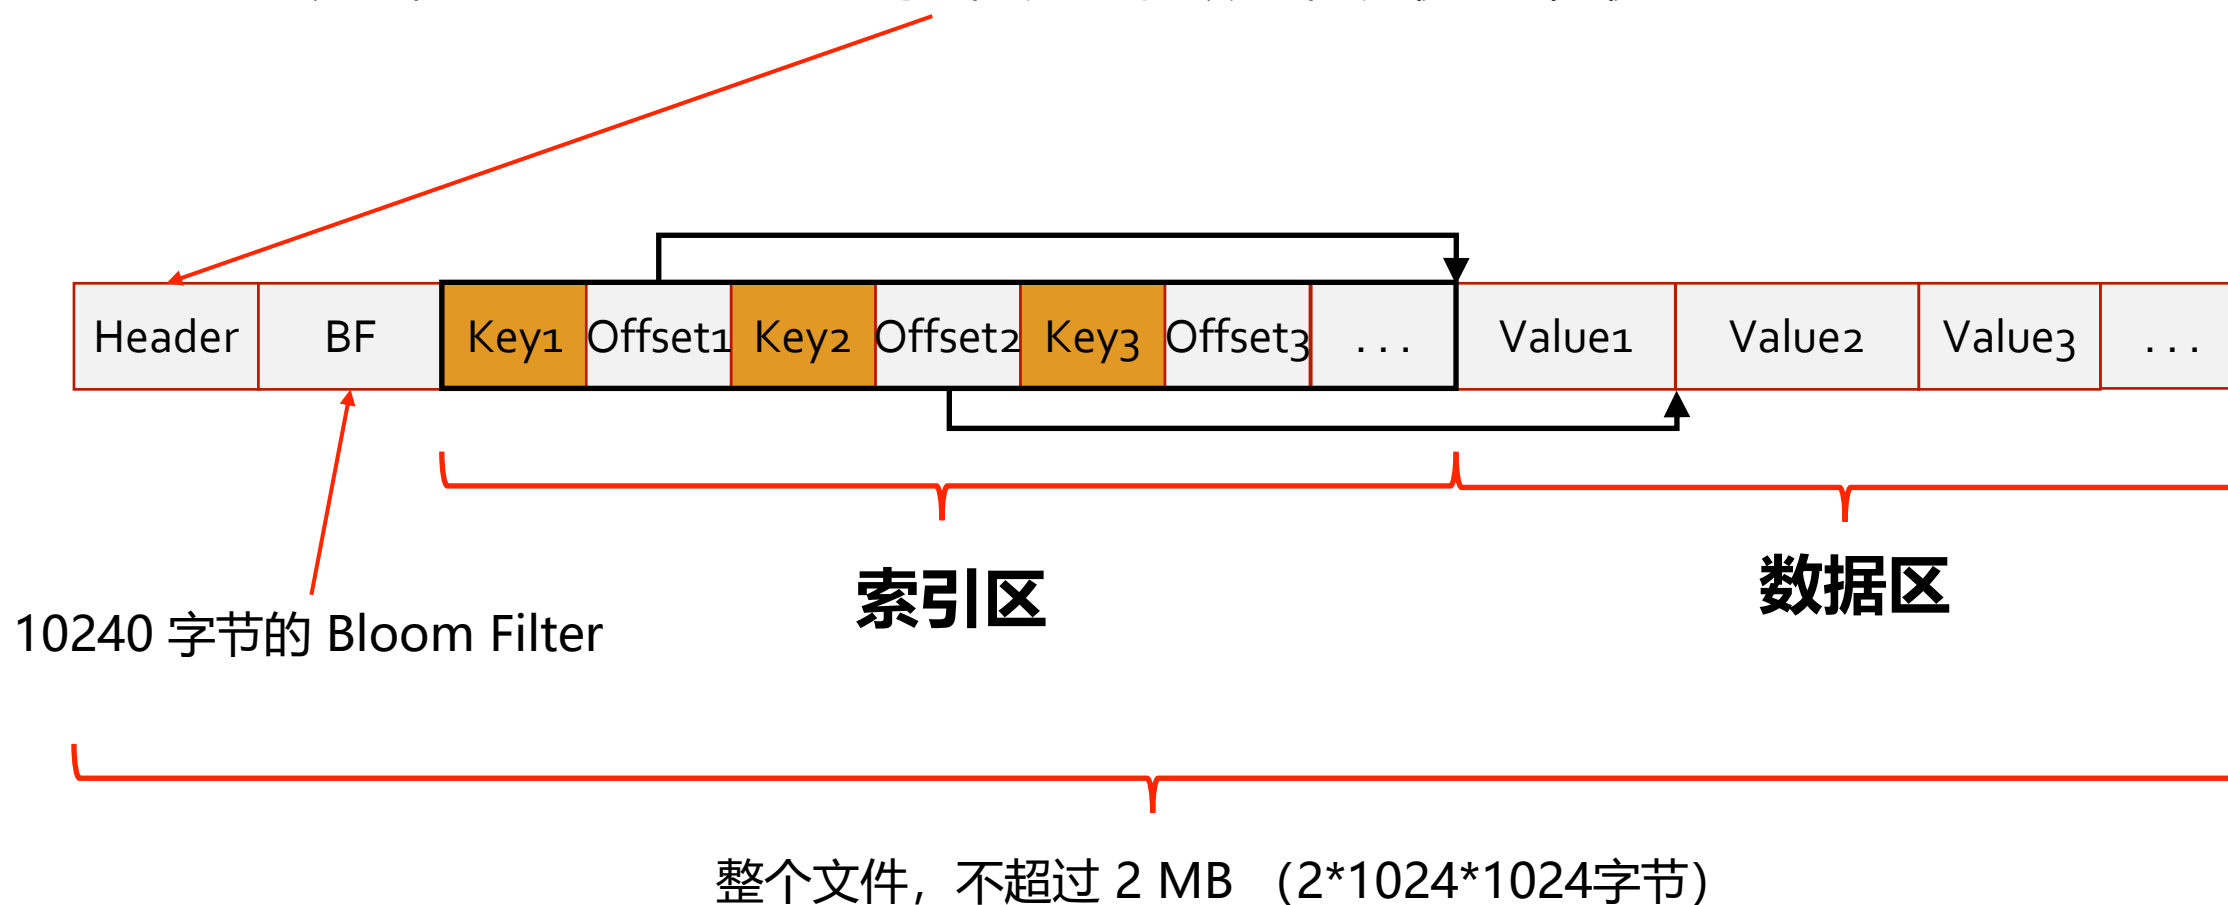 Header BF Key1 Offset1 Key2 Offset2 Key3 Offset3 ... Value1 Value2 Value3 ...
索引区
数据区
10240 字节的 Bloom Filter
整个文件，不超过 2 MB （2*1024*1024字节）